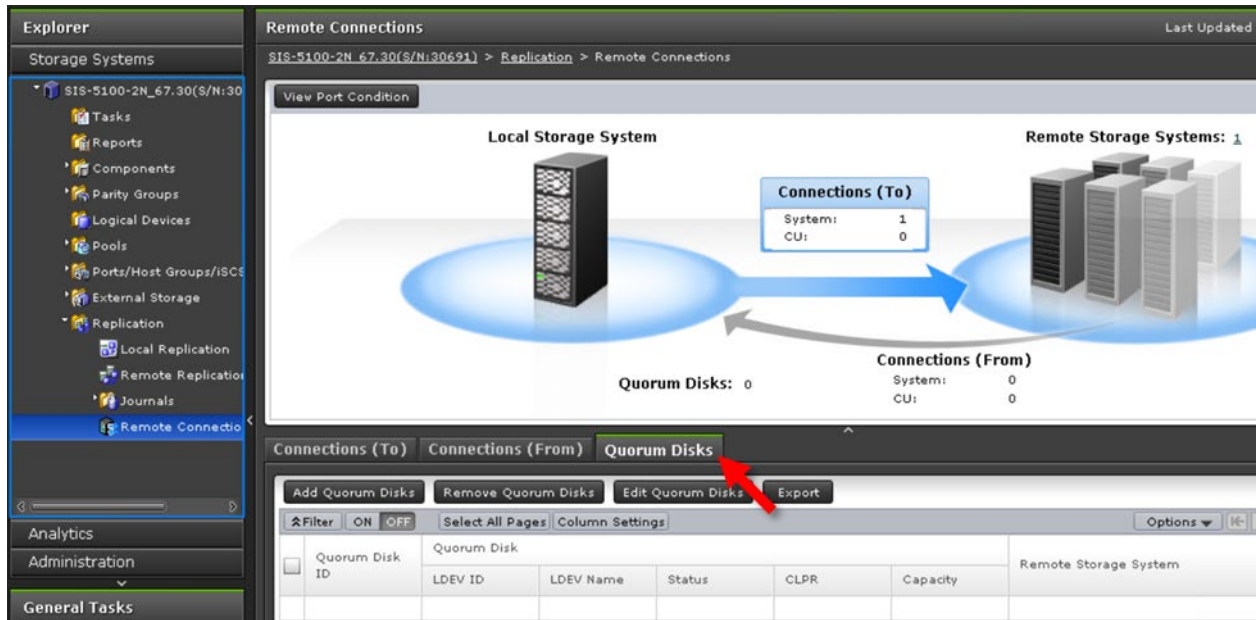 Explorer
Storage Systems
SIS-5100-2N_67.30(S/N:30
Tasks
Reports
Components
Parity Groups
Logical Devices
Pools
Ports/Host Groups/iSCS
External Storage
Replication
Local Replication
Remote Replication
Journals
Remote Connectio
Analytics
Administration
General Tasks
Remote Connections
Last Updated
SIS-5100-2N_67.30(S/N:30691) > Replication > Remote Connections
View Port Condition
Local Storage System
Remote Storage Systems: 1
Connections (To)
System: 1
CU: 0
Connections (From)
System: 0
CU: 0
Quorum Disks: 0
Connections (To) Connections (From) Quorum Disks
Add Quorum Disks Remove Quorum Disks Edit Quorum Disks Export
Filter ON OFF Select All Pages Column Settings Options
Quorum Disk ID
Quorum Disk
Remote Storage System
LDEV ID LDEV Name Status CLPR Capacity